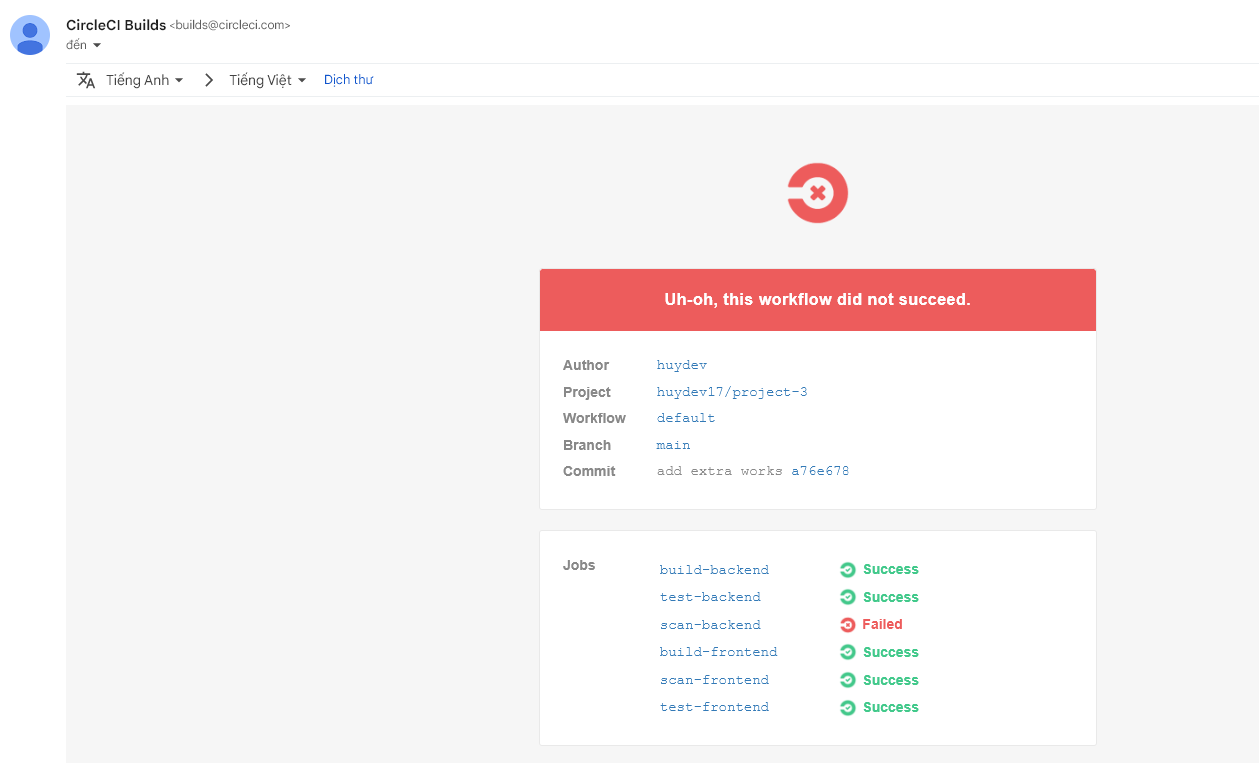 CircleCI Builds <builds@circleci.com>
đến
Tiếng Anh Tiếng Việt Dịch thư
Uh-oh, this workflow did not succeed.
Author huydev
Project huydev17/project-3
Workflow default
Branch main
Commit add extra works a76e678
Jobs build-backend Success
test-backend Success
scan-backend Failed
build-frontend Success
scan-frontend Success
test-frontend Success